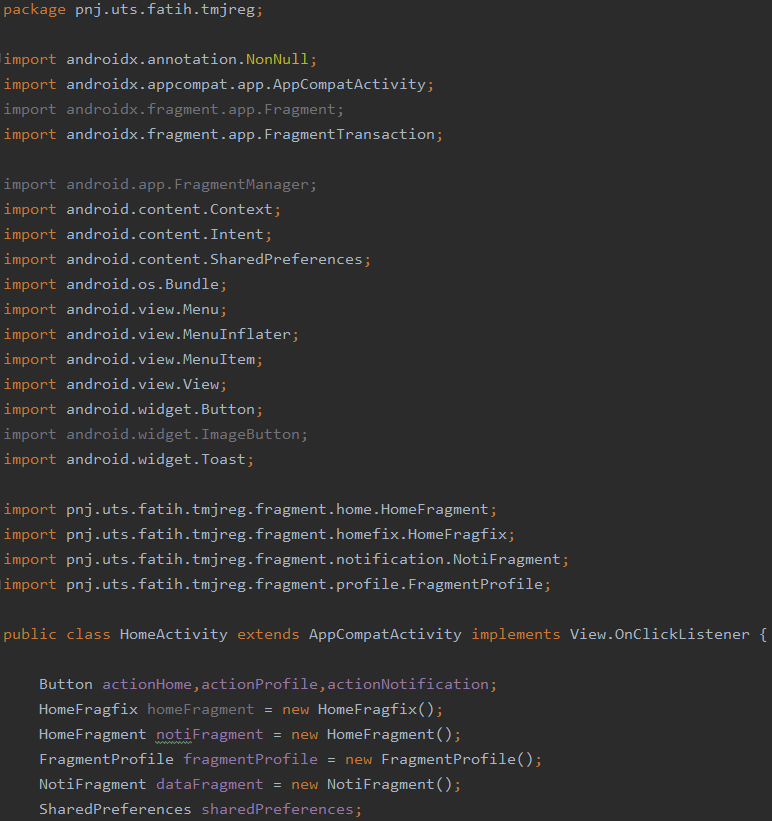 package pnj.uts.fatih.tmjreg;
import androidx.annotation.NonNull;
import androidx.appcompat.app.AppCompatActivity;
import androidx.fragment.app.Fragment;
import androidx.fragment.app.FragmentTransaction;
import android.app.FragmentManager;
import android.content.Context;
import android.content.Intent;
import android.content.SharedPreferences;
import android.os.Bundle;
import android.view.Menu;
import android.view.MenuInflater;
import android.view.MenuItem;
import android.view.View;
import android.widget.Button;
import android.widget.ImageButton;
import android.widget.Toast;
import pnj.uts.fatih.tmjreg.fragment.home.HomeFragment;
import pnj.uts.fatih.tmjreg.fragment.homefix.HomeFragfix;
import pnj.uts.fatih.tmjreg.fragment.notification.NotiFragment;
import pnj.uts.fatih.tmjreg.fragment.profile.FragmentProfile;
public class HomeActivity extends AppCompatActivity implements View.OnClickListener {
Button actionHome,actionProfile,actionNotification;
HomeFragfix homeFragment = new HomeFragfix();
HomeFragment notiFragment = new HomeFragment();
FragmentProfile fragmentProfile = new FragmentProfile();
NotiFragment dataFragment = new NotiFragment();
SharedPreferences sharedPreferences;